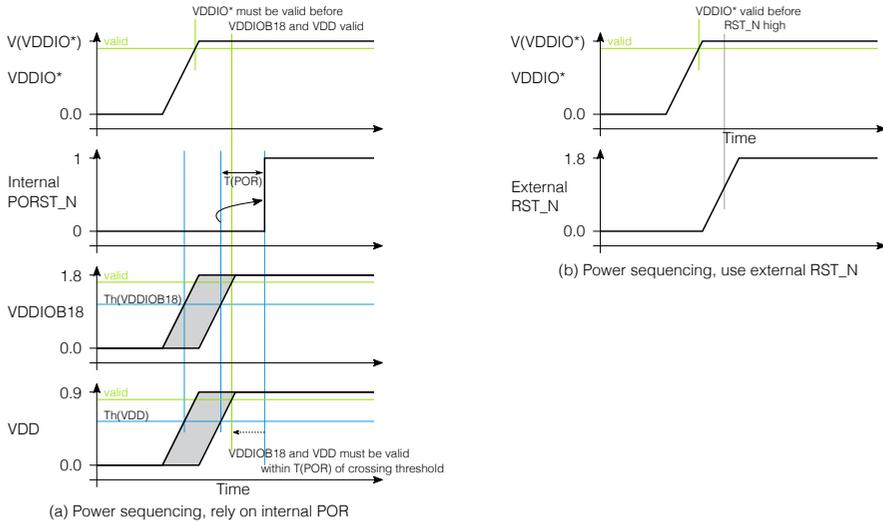 VDDIO* must be valid before
VDDIOB18 and VDD valid
V(VDDIO*)
valid
VDDIO*
0.0
1
T(POR)
Internal
PORST_N
0
1.8
valid
Th(VDDIOB18)
VDDIOB18
0.0
0.9
valid
Th(VDD)
VDD
VDDIOB18 and VDD must be valid
within T(POR) of crossing threshold
0.0
Time
(a) Power sequencing, rely on internal POR
VDDIO* valid before
RST_N high
V(VDDIO*)
valid
VDDIO*
0.0
Time
1.8
External
RST_N
0.0
(b) Power sequencing, use external RST_N